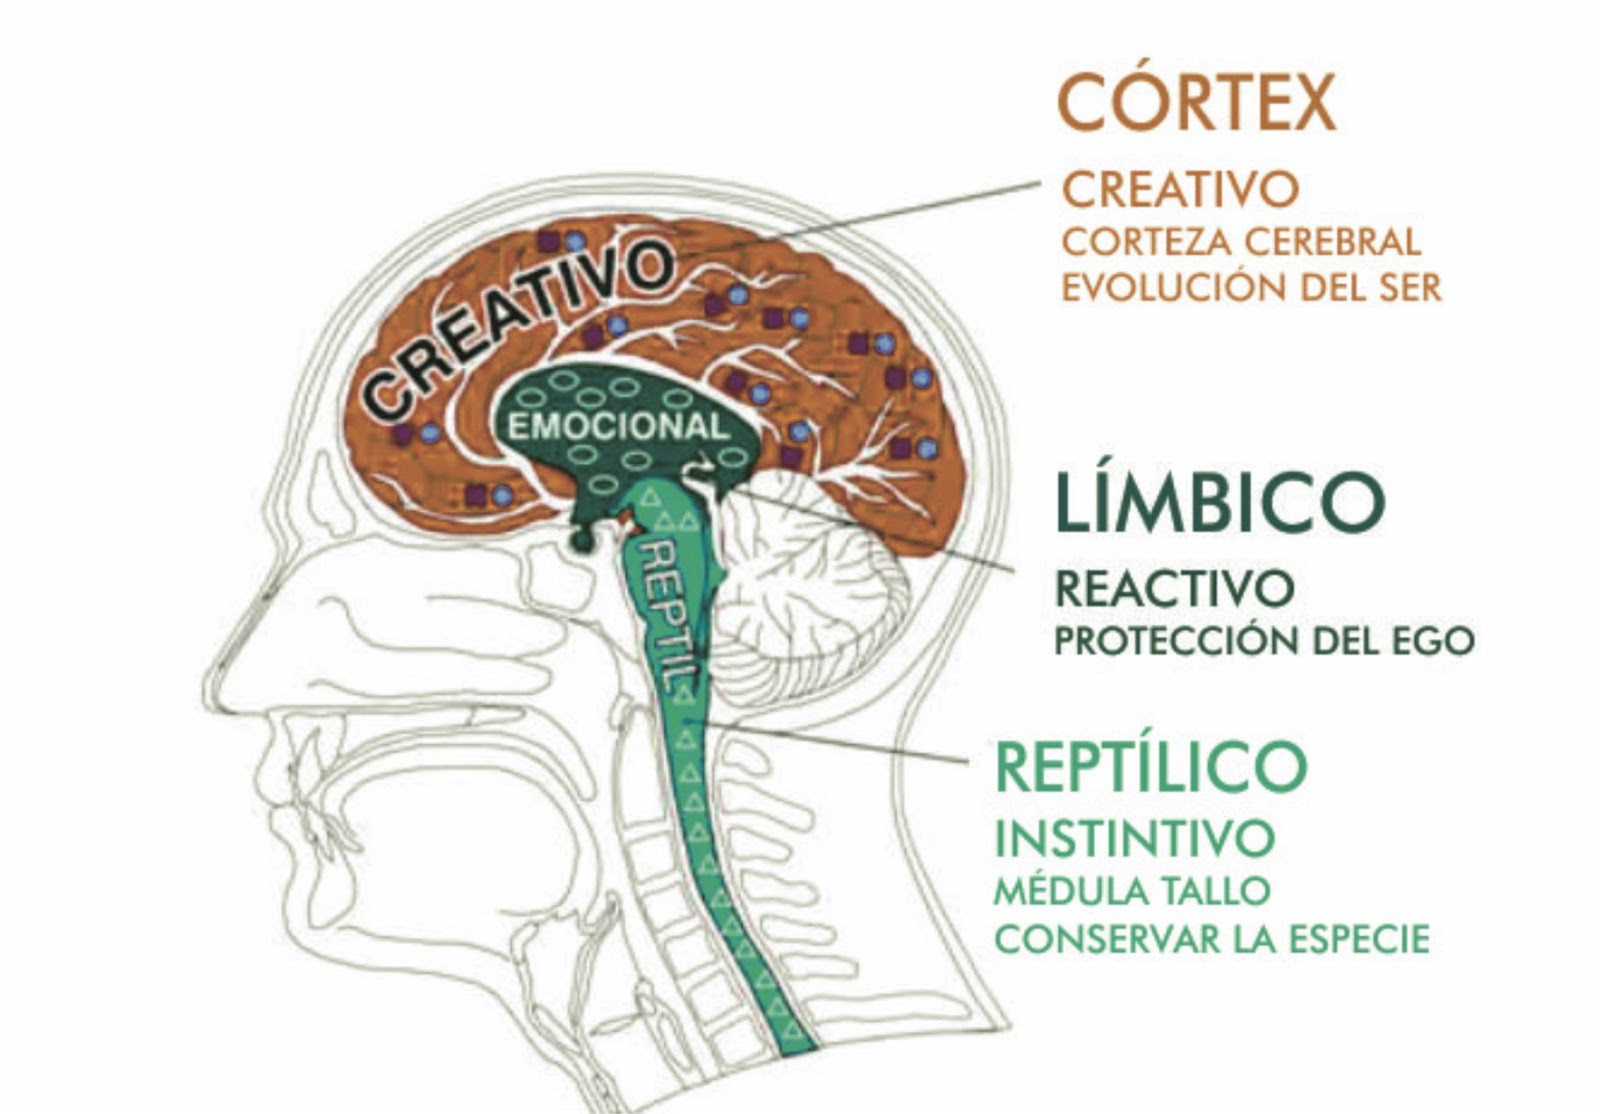 CÓRTEX
CREATIVO
CORTEZA CEREBRAL
EVOLUCIÓN DEL SER
CREATIVO
EMOCIONAL
LÍMBICO
REACTIVO
PROTECCIÓN DEL EGO
REPTIL
REPTÍLICO
INSTINTIVO
MÉDULA TALLO
CONSERVAR LA ESPECIE